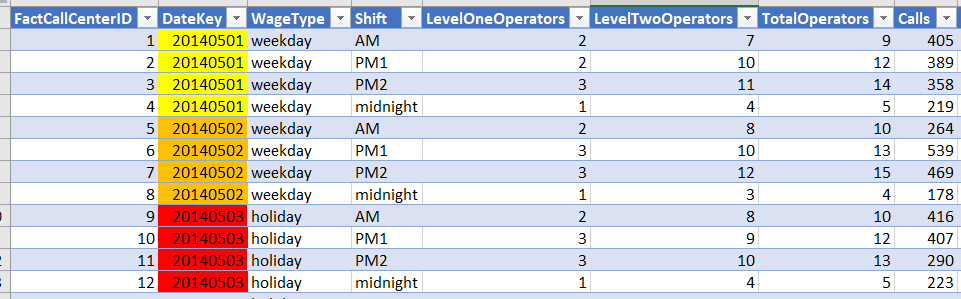 FactCallCenterID DateKey WageType Shift LevelOneOperators LevelTwoOperators TotalOperators Calls
1 20140501 weekday AM 2 7 9 405
2 20140501 weekday PM1 2 10 12 389
3 20140501 weekday PM2 3 11 14 358
4 20140501 weekday midnight 1 4 5 219
5 20140502 weekday AM 2 8 10 264
6 20140502 weekday PM1 3 10 13 539
7 20140502 weekday PM2 3 12 15 469
8 20140502 weekday midnight 1 3 4 178
9 20140503 holiday AM 2 8 10 416
10 20140503 holiday PM1 3 9 12 407
11 20140503 holiday PM2 3 10 13 290
12 20140503 holiday midnight 1 4 5 223